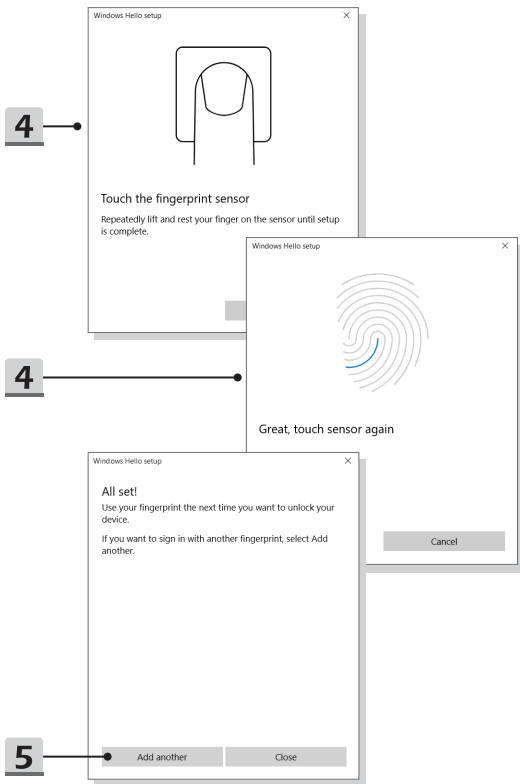 Windows Hello setup
4
Touch the fingerprint sensor
Repeatedly lift and rest your finger on the sensor until setup
is complete.
Windows Hello setup
4
Great, touch sensor again
Cancel
Windows Hello setup
All set!
Use your fingerprint the next time you want to unlock your
device.
If you want to sign in with another fingerprint, select Add
another.
5
Add another
Close